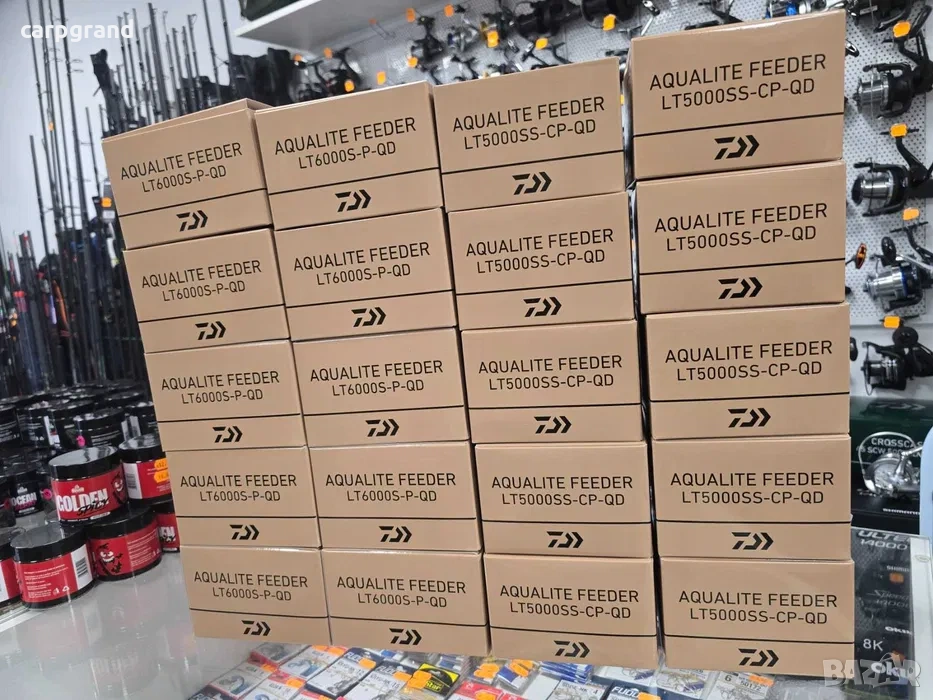 carpgrand
AQUALITE FEEDER
LT6000S-P-QD
AQUALITE FEEDER
LT6000S-P-QD
AQUALITE FEEDER
LT5000SS-CP-QD
AQUALITE FEEDER
LT5000SS-CP-QD
AQUALITE FEEDER
LT6000S-P-QD
AQUALITE FEEDER
LT6000S-P-QD
AQUALITE FEEDER
LT5000SS-CP-QD
AQUALITE FEEDER
LT5000SS-CP-QD
AQUALITE FEEDER
LT6000S-P-QD
AQUALITE FEEDER
LT6000S-P-QD
AQUALITE FEEDER
LT5000SS-CP-QD
AQUALITE FEEDER
LT5000SS-CP-QD
AQUALITE FEEDER
LT6000S-P-QD
AQUALITE FEEDER
LT6000S-P-QD
AQUALITE FEEDER
LT5000SS-CP-QD
AQUALITE FEEDER
LT5000SS-CP-QD
AQUALITE FEEDER
LT6000S-P-QD
AQUALITE FEEDER
LT6000S-P-QD
AQUALITE FEEDER
LT5000SS-CP-QD
AQUALITE FEEDER
LT5000SS-CP-QD
GOLDEN
OCEAN
ULTE
14000
8K